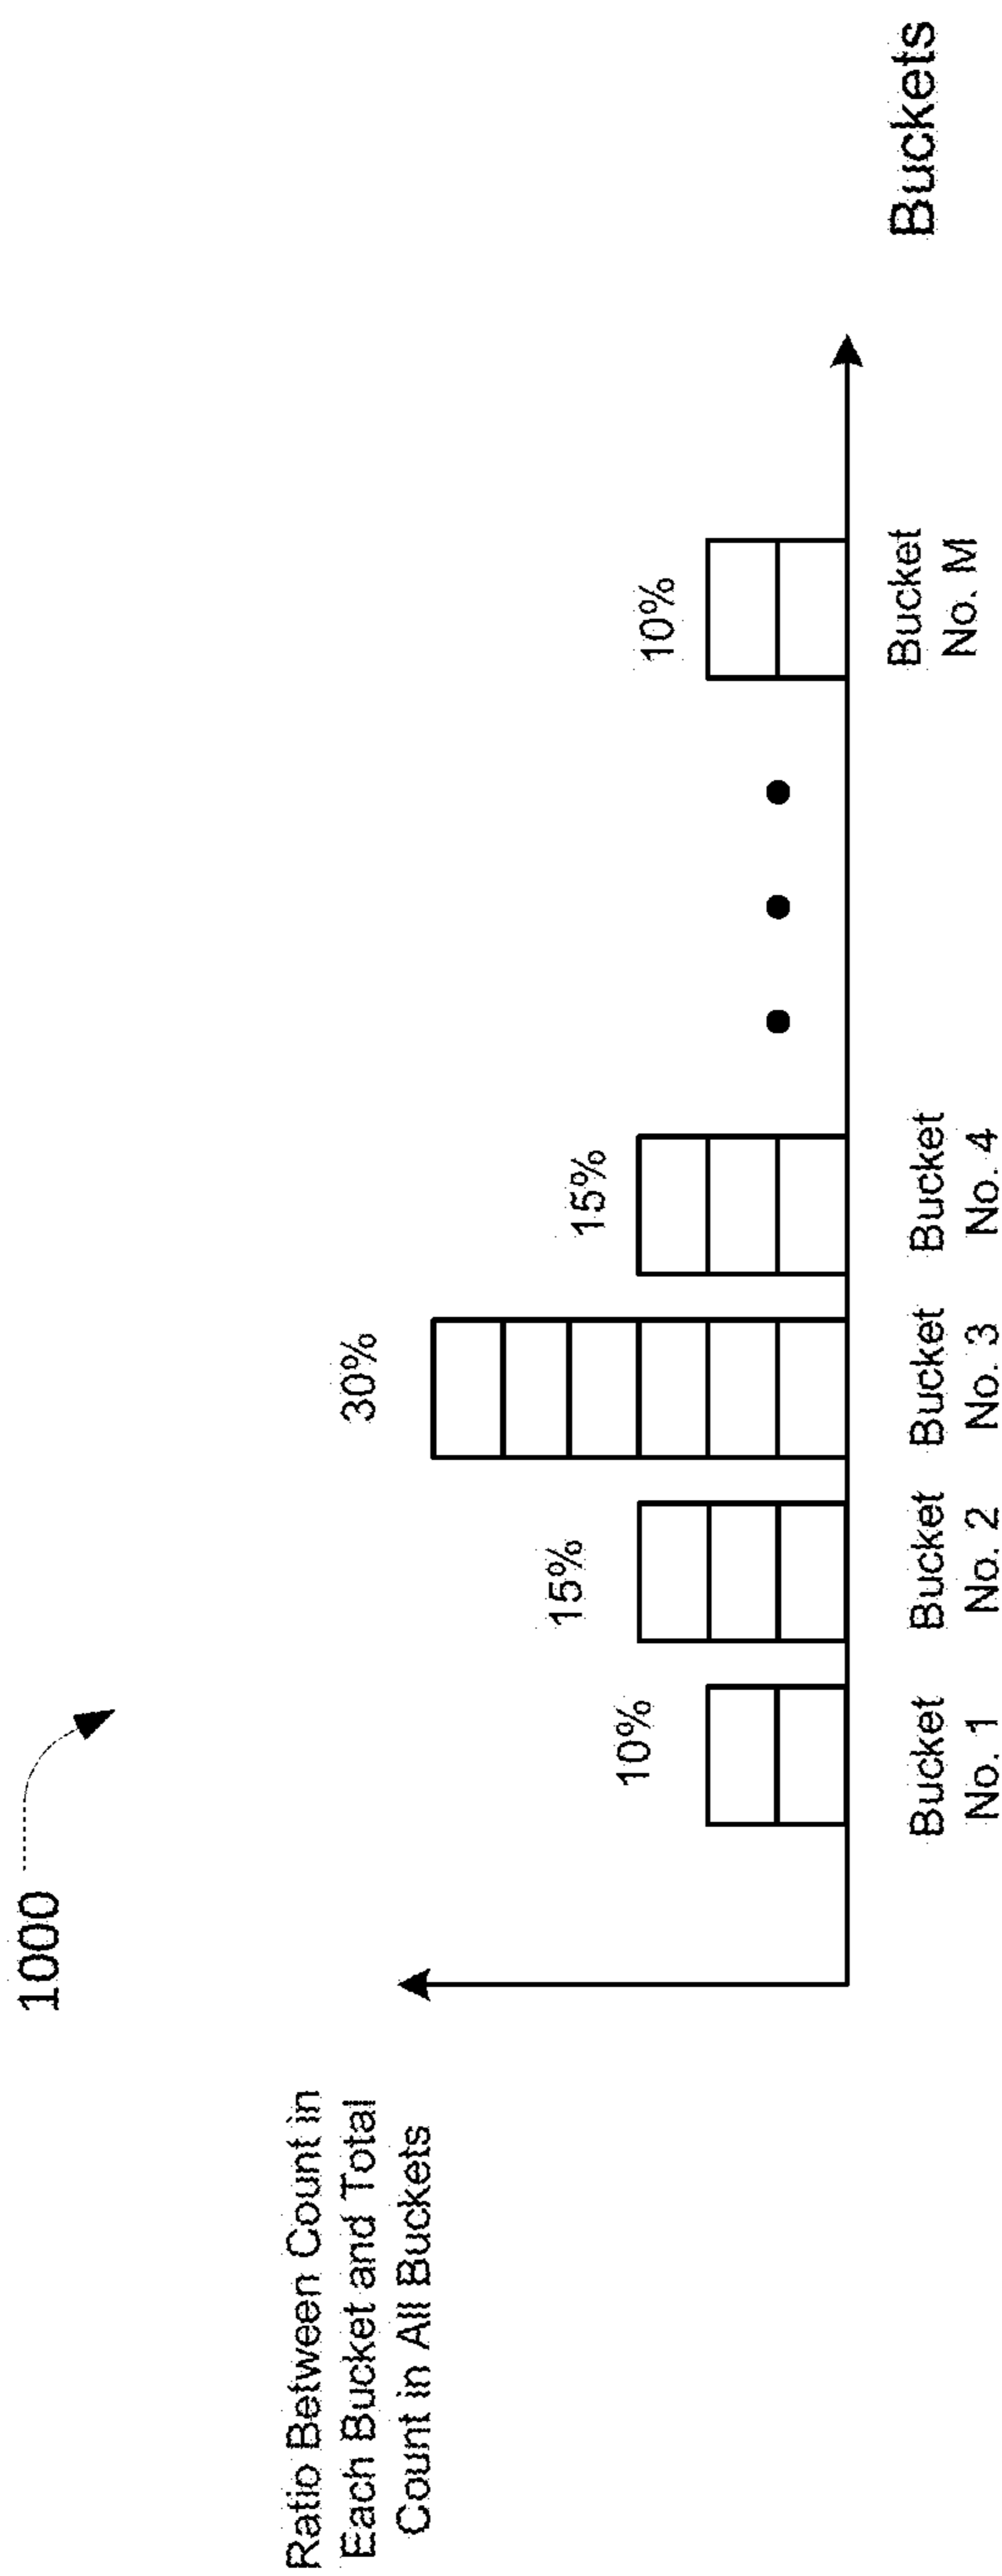 1000
Ratio Between Count in
Each Bucket and Total
Count in All Buckets
10%
15%
30%
15%
10%
Bucket
No. 1
Bucket
No. 2
Bucket
No. 3
Bucket
No. 4
Bucket
No. M
Buckets